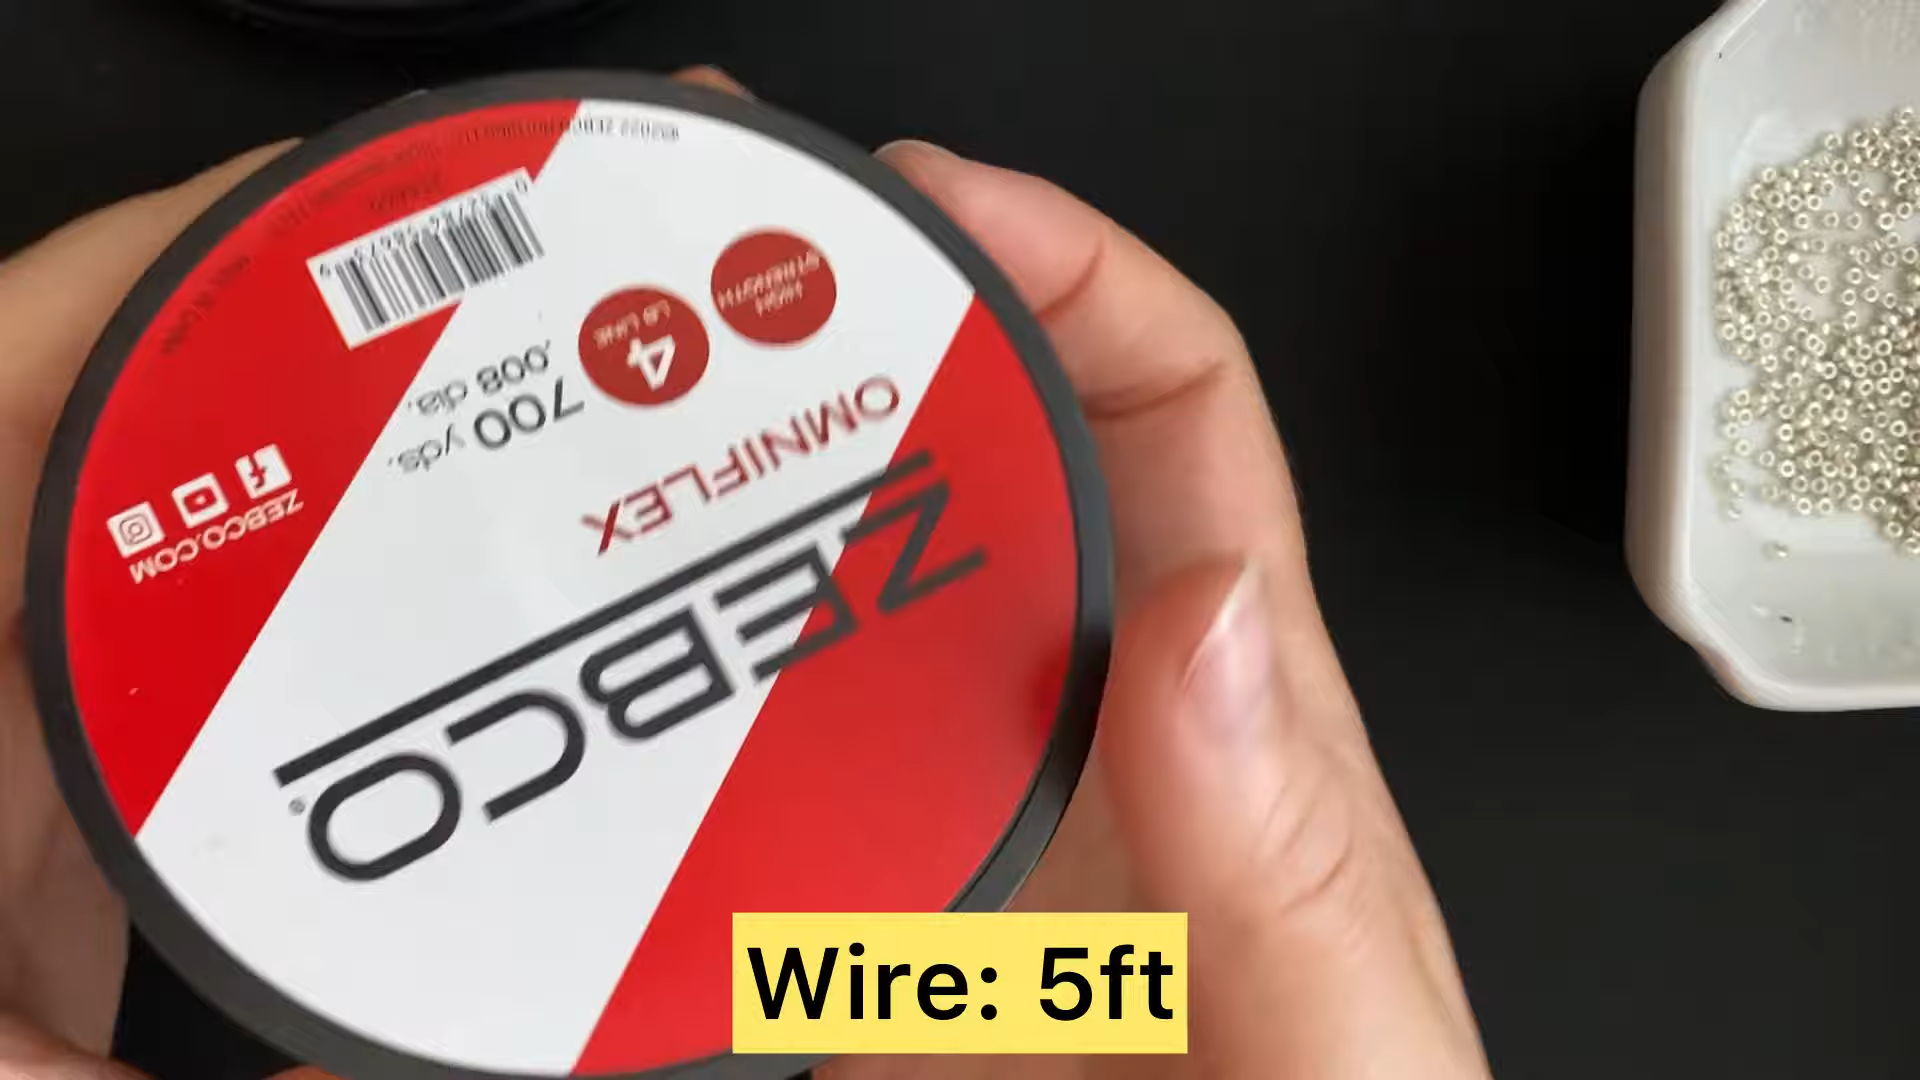 ZEBCO®
OMNIFLEX
700 yds.
.008 dia.
4
LB LINE
HIGH
STRENGTH
ZEBCO.COM
Wire: 5ft